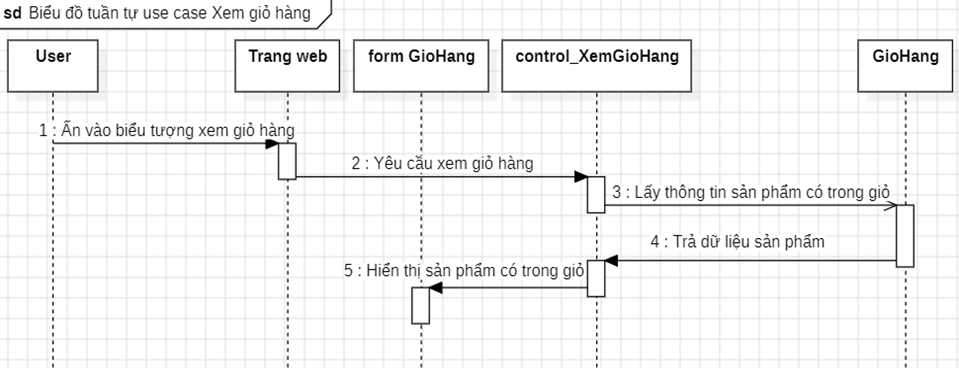 sd Biểu đồ tuần tự use case Xem giỏ hàng
User
Trang web
form GioHang
control_XemGioHang
GioHang
1 : Ấn vào biểu tượng xem giỏ hàng
2 : Yêu cầu xem giỏ hàng
3 : Lấy thông tin sản phẩm có trong giỏ
4 : Trả dữ liệu sản phẩm
5 : Hiển thị sản phẩm có trong giỏ